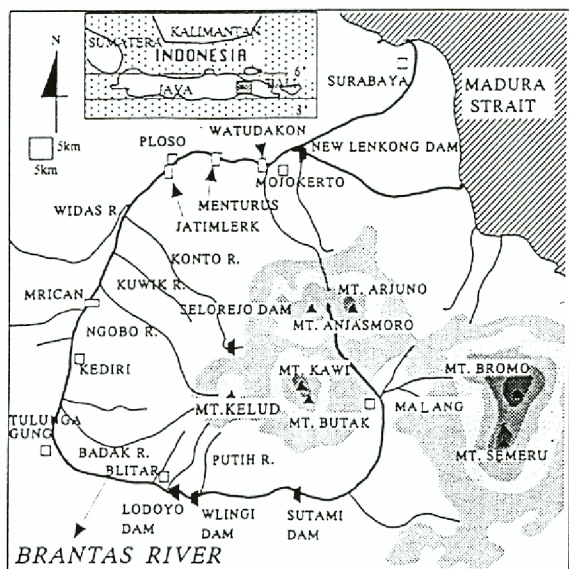 KALIMANTAN
SUMATERA
INDONESIA
JAVA
BALI
6°
8°
N
5km
5km
SURABAYA
MADURA
STRAIT
WATUDAKON
PLOSO
NEW LENKONG DAM
MOJOKERTO
MENTURUS
JATIMLERK
WIDAS R.
KONTO R.
KUWIK R.
MRICAN
SELOREJO DAM
MT. ARJUNO
MT. ANJASMORO
NGOBO R.
KEDIRI
MT. KAWI
MT. BROMO
MT. KELUD
MALANG
MT. BUTAK
TULUNGA
GUNG
MT. SEMERU
BADAK R.
BLITAR
PUTIH R.
LODOYO
DAM
WLINGI
DAM
SUTAMI
DAM
BRANTAS RIVER